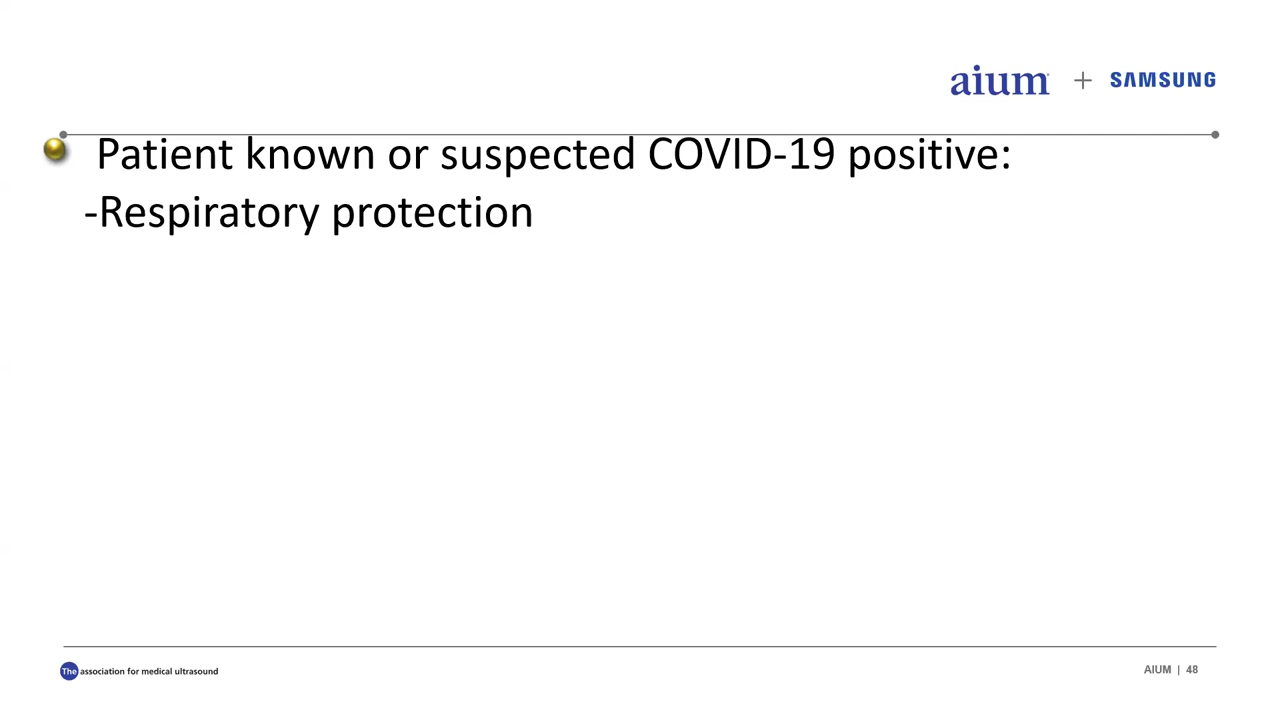 aium + SAMSUNG
Patient known or suspected COVID-19 positive:
-Respiratory protection
The association for medical ultrasound
AIUM | 48